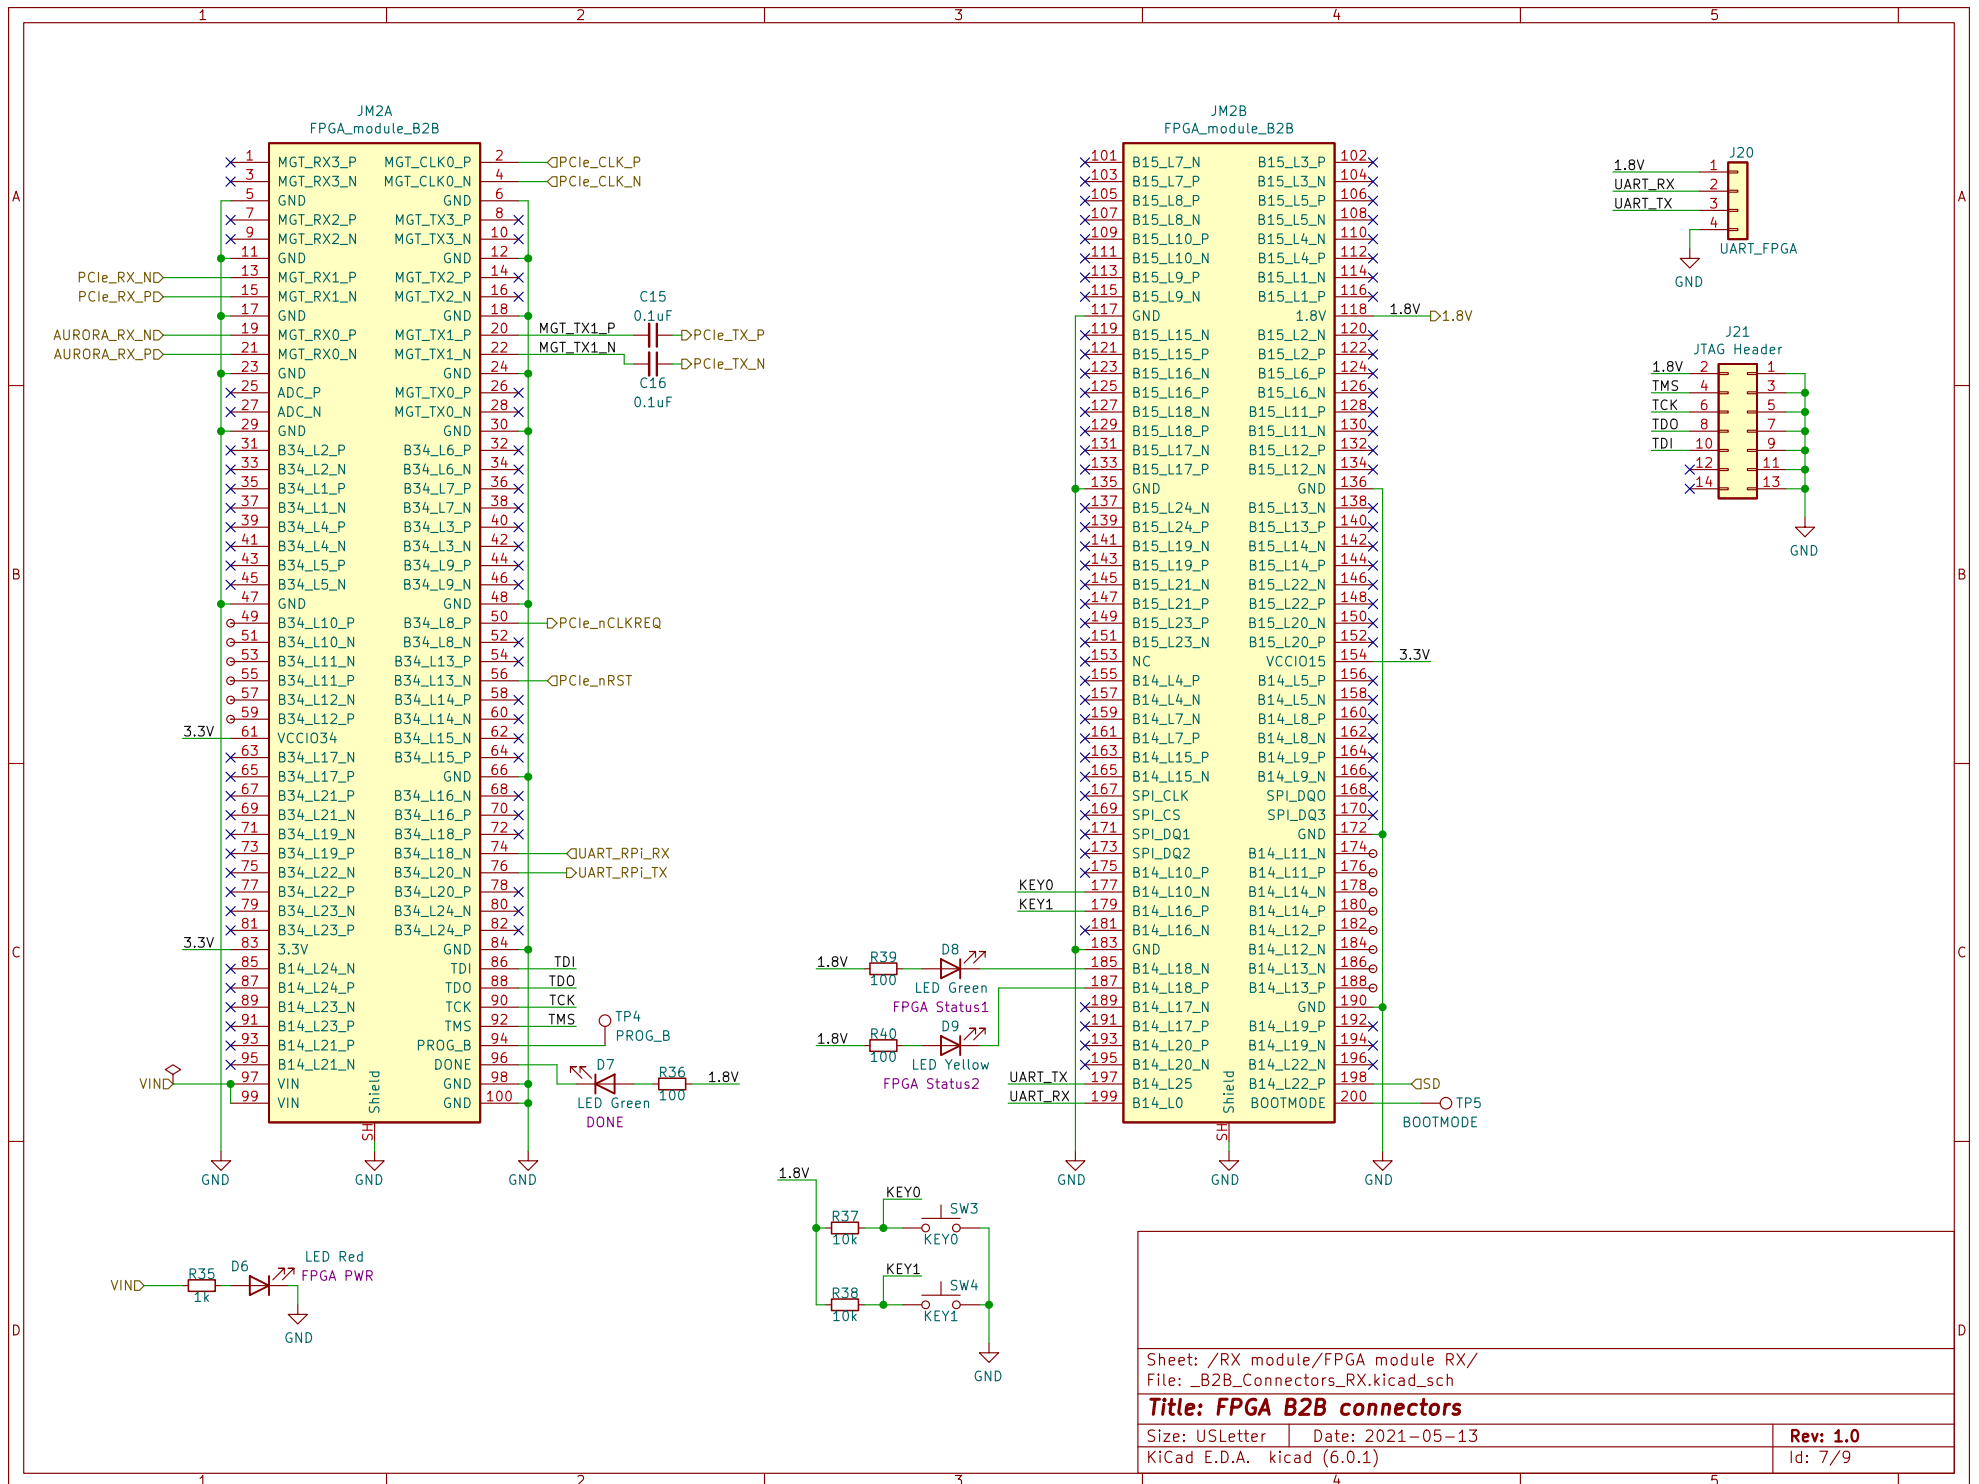 1 2 3 4 5
A
B
C
D
A
B
C
D
1 2 3 4 5
JM2A
FPGA_module_B2B
1 MGT_RX3_P MGT_CLK0_P 2 PCIe_CLK_P
3 MGT_RX3_N MGT_CLK0_N 4 PCIe_CLK_N
5 GND GND 6
7 MGT_RX2_P MGT_TX3_P 8
9 MGT_RX2_N MGT_TX3_N 10
11 GND GND 12
PCIe_RX_N 13 MGT_RX1_P MGT_TX2_P 14
PCIe_RX_P 15 MGT_RX1_N MGT_TX2_N 16
17 GND GND 18
AURORA_RX_N 19 MGT_RX0_P MGT_TX1_P 20 MGT_TX1_P
AURORA_RX_P 21 MGT_RX0_N MGT_TX1_N 22 MGT_TX1_N
23 GND GND 24
25 ADC_P MGT_TX0_P 26
27 ADC_N MGT_TX0_N 28
29 GND GND 30
31 B34_L2_P B34_L6_P 32
33 B34_L2_N B34_L6_N 34
35 B34_L1_P B34_L7_P 36
37 B34_L1_N B34_L7_N 38
39 B34_L4_P B34_L3_P 40
41 B34_L4_N B34_L3_N 42
43 B34_L5_P B34_L9_P 44
45 B34_L5_N B34_L9_N 46
47 GND GND 48
49 B34_L10_P B34_L8_P 50 PCIe_nCLKREQ
51 B34_L10_N B34_L8_N 52
53 B34_L11_N B34_L13_P 54
55 B34_L11_P B34_L13_N 56 PCIe_nRST
57 B34_L12_N B34_L14_P 58
59 B34_L12_P B34_L14_N 60
3.3V 61 VCCIO34 B34_L15_N 62
63 B34_L17_N B34_L15_P 64
65 B34_L17_P GND 66
67 B34_L21_P B34_L16_N 68
69 B34_L21_N B34_L16_P 70
71 B34_L19_N B34_L18_P 72
73 B34_L19_P B34_L18_N 74 UART_RPi_RX
75 B34_L22_N B34_L20_N 76 UART_RPi_TX
77 B34_L22_P B34_L20_P 78
79 B34_L23_N B34_L24_N 80
81 B34_L23_P B34_L24_P 82
3.3V 83 3.3V GND 84
85 B14_L24_N TDI 86 TDI
87 B14_L24_P TDO 88 TDO
89 B14_L23_N TCK 90 TCK
91 B14_L23_P TMS 92 TMS
93 B14_L21_P PROG_B 94
95 B14_L21_N DONE 96
VIN 97 VIN GND 98
99 VIN GND 100
Shield
SH
GND GND GND
C15
0.1uF
PCIe_TX_P
PCIe_TX_N
C16
0.1uF
TP4
PROG_B
D7
LED Green
DONE
R36
100
1.8V
JM2B
FPGA_module_B2B
101 B15_L7_N B15_L3_P 102
103 B15_L7_P B15_L3_N 104
105 B15_L8_P B15_L5_P 106
107 B15_L8_N B15_L5_N 108
109 B15_L10_P B15_L4_N 110
111 B15_L10_N B15_L4_P 112
113 B15_L9_P B15_L1_N 114
115 B15_L9_N B15_L1_P 116
117 GND 1.8V 118 1.8V 1.8V
119 B15_L15_N B15_L2_N 120
121 B15_L15_P B15_L2_P 122
123 B15_L16_N B15_L6_P 124
125 B15_L16_P B15_L6_N 126
127 B15_L18_N B15_L11_P 128
129 B15_L18_P B15_L11_N 130
131 B15_L17_N B15_L12_P 132
133 B15_L17_P B15_L12_N 134
135 GND GND 136
137 B15_L24_N B15_L13_N 138
139 B15_L24_P B15_L13_P 140
141 B15_L19_N B15_L14_N 142
143 B15_L19_P B15_L14_P 144
145 B15_L21_N B15_L22_N 146
147 B15_L21_P B15_L22_P 148
149 B15_L23_P B15_L20_N 150
151 B15_L23_N B15_L20_P 152
153 NC VCCIO15 154 3.3V
155 B14_L4_P B14_L5_P 156
157 B14_L4_N B14_L5_N 158
159 B14_L7_N B14_L8_P 160
161 B14_L7_P B14_L8_N 162
163 B14_L15_P B14_L9_P 164
165 B14_L15_N B14_L9_N 166
167 SPI_CLK SPI_DQ0 168
169 SPI_CS SPI_DQ3 170
171 SPI_DQ1 GND 172
173 SPI_DQ2 B14_L11_N 174
175 B14_L10_P B14_L11_P 176
KEY0 177 B14_L10_N B14_L14_N 178
KEY1 179 B14_L16_P B14_L14_P 180
181 B14_L16_N B14_L12_P 182
183 GND B14_L12_N 184
185 B14_L18_N B14_L13_N 186
187 B14_L18_P B14_L13_P 188
189 B14_L17_N GND 190
191 B14_L17_P B14_L19_P 192
193 B14_L20_P B14_L19_N 194
195 B14_L20_N B14_L22_N 196
UART_TX 197 B14_L25 B14_L22_P 198 SD
UART_RX 199 B14_L0 BOOTMODE 200 TP5
BOOTMODE
Shield
SH
GND GND GND
1.8V R39 100 D8
LED Green
FPGA Status1
1.8V R40 100 D9
LED Yellow
FPGA Status2
J20
1.8V 1
UART_RX 2
UART_TX 3
4
UART_FPGA
GND
J21
JTAG Header
1.8V 2 1
TMS 4 3
TCK 6 5
TDO 8 7
TDI 10 9
12 11
14 13
GND
1.8V
KEY0
R37
10k
SW3
KEY0
KEY1
R38
10k
SW4
KEY1
GND
VIN
R35
1k
D6
LED Red
FPGA PWR
GND
Sheet: /RX module/FPGA module RX/
File: _B2B_Connectors_RX.kicad_sch
Title: FPGA B2B connectors
Size: USLetter Date: 2021-05-13 Rev: 1.0
KiCad E.D.A. kicad (6.0.1) Id: 7/9